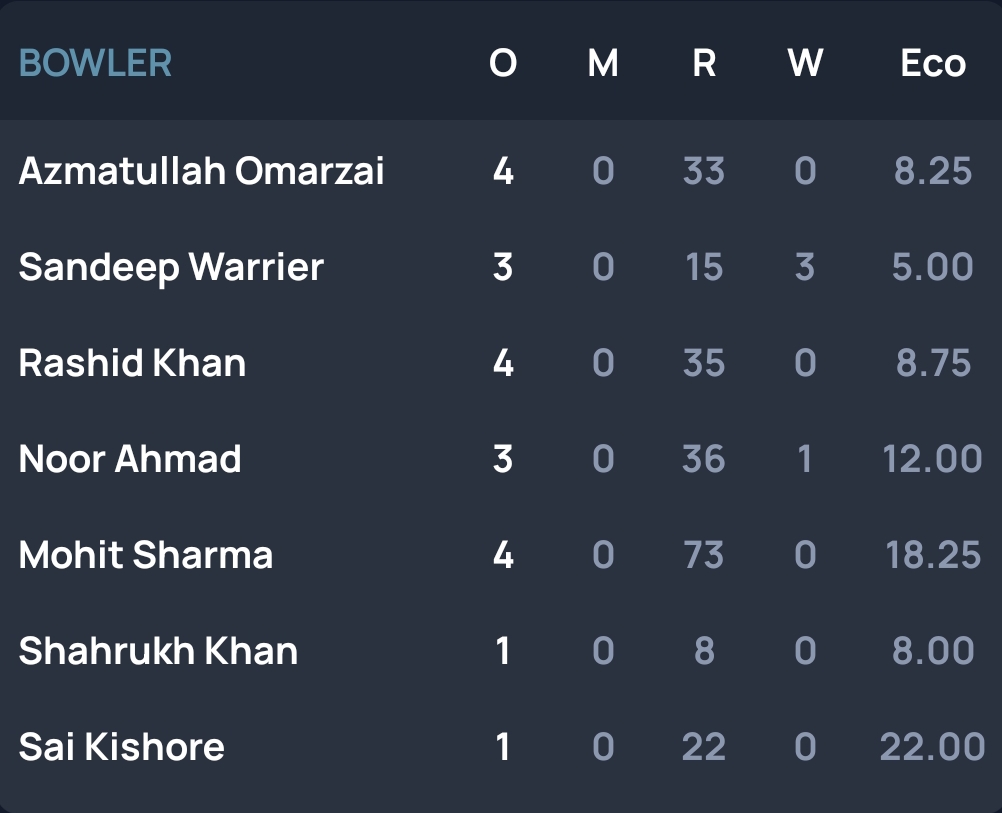 BOWLER O M R W Eco
Azmatullah Omarzai 4 0 33 0 8.25
Sandeep Warrier 3 0 15 3 5.00
Rashid Khan 4 0 35 0 8.75
Noor Ahmad 3 0 36 1 12.00
Mohit Sharma 4 0 73 0 18.25
Shahrukh Khan 1 0 8 0 8.00
Sai Kishore 1 0 22 0 22.00